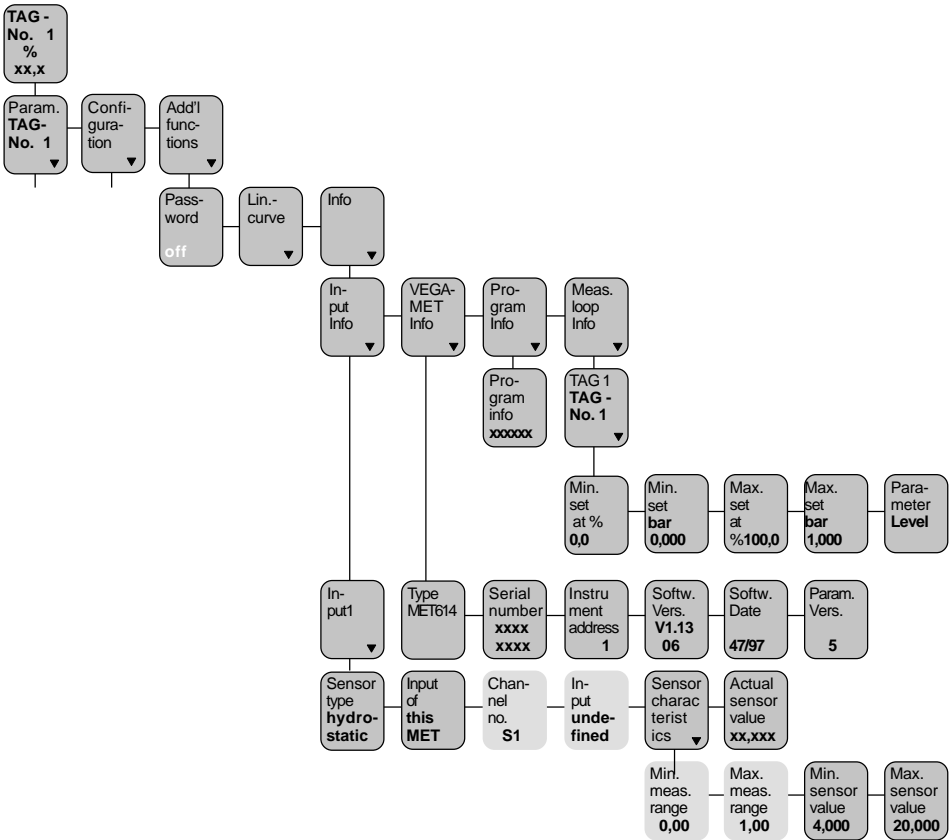 TAG -
No. 1
%
xx,x
Param.
TAG-
No. 1
Confi-
gura-
tion
Add'l
func-
tions
Pass-
word
off
Lin.-
curve
Info
In-
put
Info
VEGA-
MET
Info
Pro-
gram
Info
Meas.
loop
Info
Pro-
gram
info
xxxxxx
TAG 1
TAG -
No. 1
Min.
set
at %
0,0
Min.
set
bar
0,000
Max.
set
at
%100,0
Max.
set
bar
1,000
Para-
meter
Level
In-
put1
Type
MET614
Serial
number
xxxx
xxxx
Instru
ment
address
1
Softw.
Vers.
V1.13
06
Softw.
Date
47/97
Param.
Vers.
5
Sensor
type
hydro-
static
Input
of
this
MET
Chan-
nel
no.
S1
In-
put
unde-
fined
Sensor
charac
terist
ics
Actual
sensor
value
xx,xxx
Min.
meas.
range
0,00
Max.
meas.
range
1,00
Min.
sensor
value
4,000
Max.
sensor
value
20,000